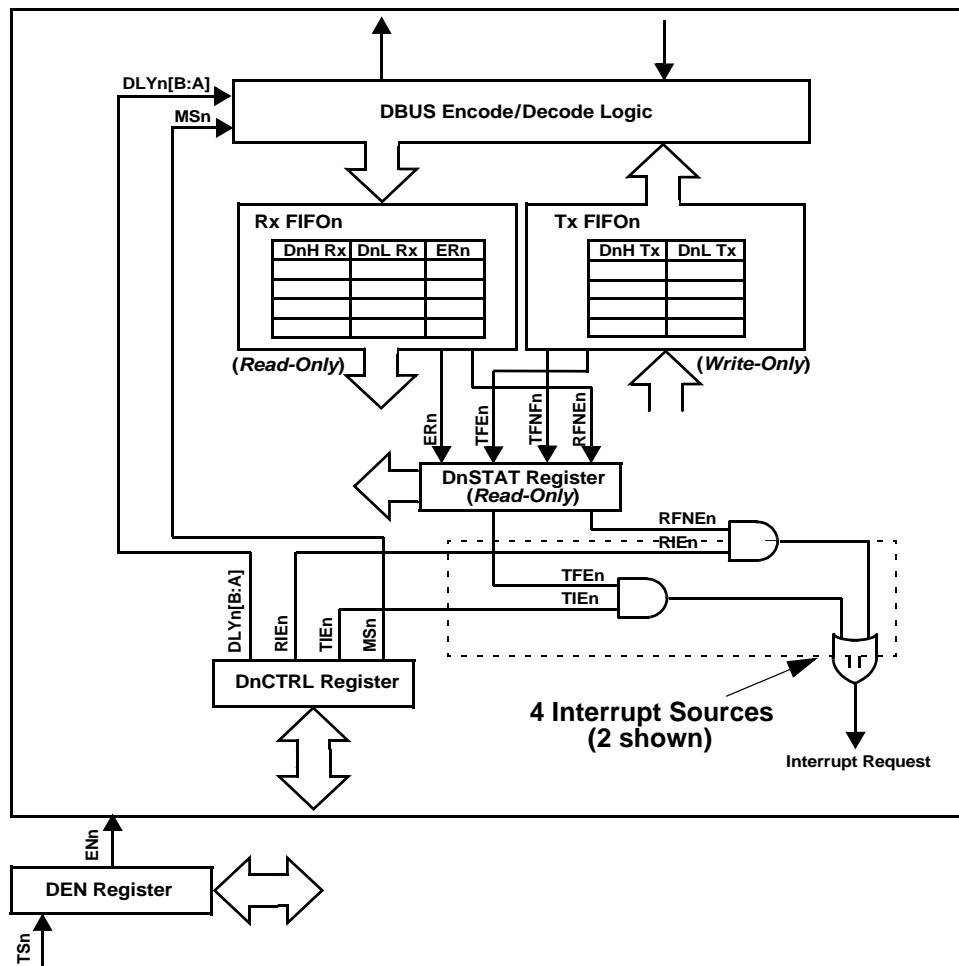 DLYn[B:A]
MSn
DBUS Encode/Decode Logic
Rx FIFOn
DnH Rx DnL Rx ERn
Tx FIFOn
DnH Tx DnL Tx
(Read-Only)
(Write-Only)
ERn
TFEn
TFNFn
RFNEn
DnSTAT Register
(Read-Only)
RFNEn
RIEn
TFEn
TIEn
DLYn[B:A]
RIEn
TIEn
MSn
DnCTRL Register
4 Interrupt Sources
(2 shown)
Interrupt Request
ENn
DEN Register
TSn